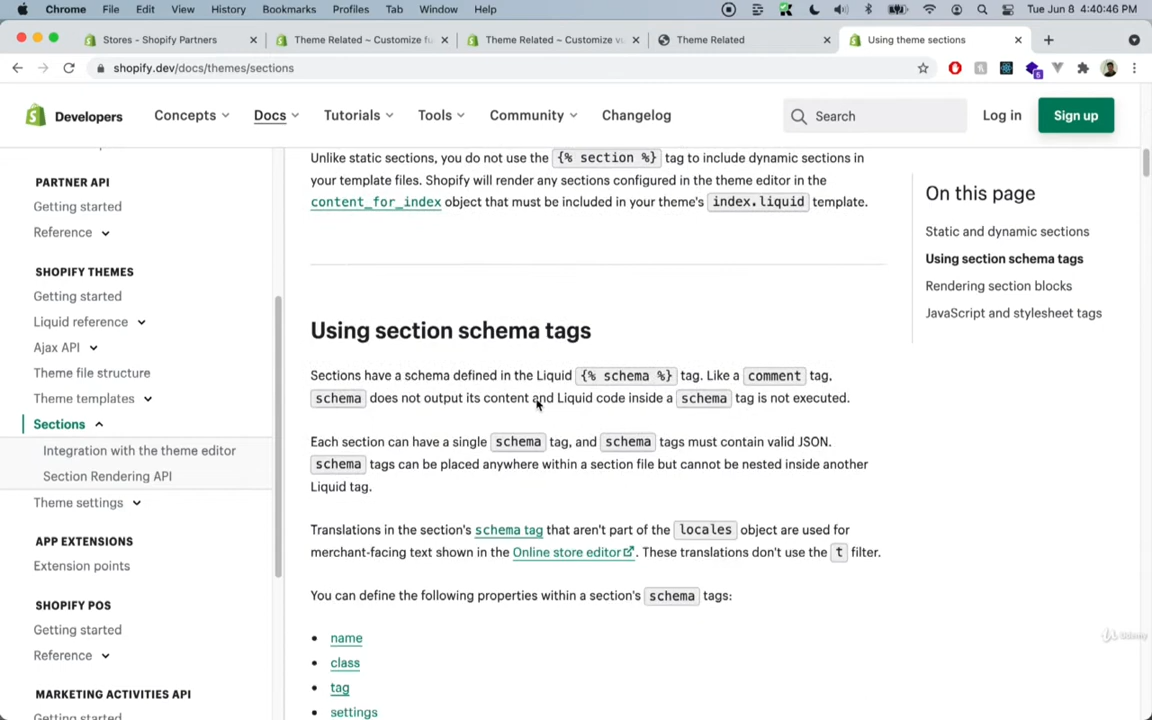 Chrome File Edit View History Bookmarks Profiles Tab Window Help Tue Jun 8 4:40:46 PM
Stores - Shopify Partners
Theme Related ~ Customize fu
Theme Related ~ Customize v
Theme Related
Using theme sections
shopify.dev/docs/themes/sections
5
Developers Concepts Docs Tutorials Tools Community Changelog Search Log in Sign up
PARTNER API
Getting started
Reference
SHOPIFY THEMES
Getting started
Liquid reference
Ajax API
Theme file structure
Theme templates
Sections
Integration with the theme editor
Section Rendering API
Theme settings
APP EXTENSIONS
Extension points
SHOPIFY POS
Getting started
Reference
MARKETING ACTIVITIES API
Getting started
Unlike static sections, you do not use the {% section %} tag to include dynamic sections in
your template files. Shopify will render any sections configured in the theme editor in the
content_for_index object that must be included in your theme's index.liquid template.
Using section schema tags
Sections have a schema defined in the Liquid {% schema %} tag. Like a comment tag,
schema does not output its content and Liquid code inside a schema tag is not executed.
Each section can have a single schema tag, and schema tags must contain valid JSON.
schema tags can be placed anywhere within a section file but cannot be nested inside another
Liquid tag.
Translations in the section's schema tag that aren't part of the locales object are used for
merchant-facing text shown in the Online store editor. These translations don't use the t filter.
You can define the following properties within a section's schema tags:
• name
• class
• tag
• settings
On this page
Static and dynamic sections
Using section schema tags
Rendering section blocks
JavaScript and stylesheet tags
Udemy